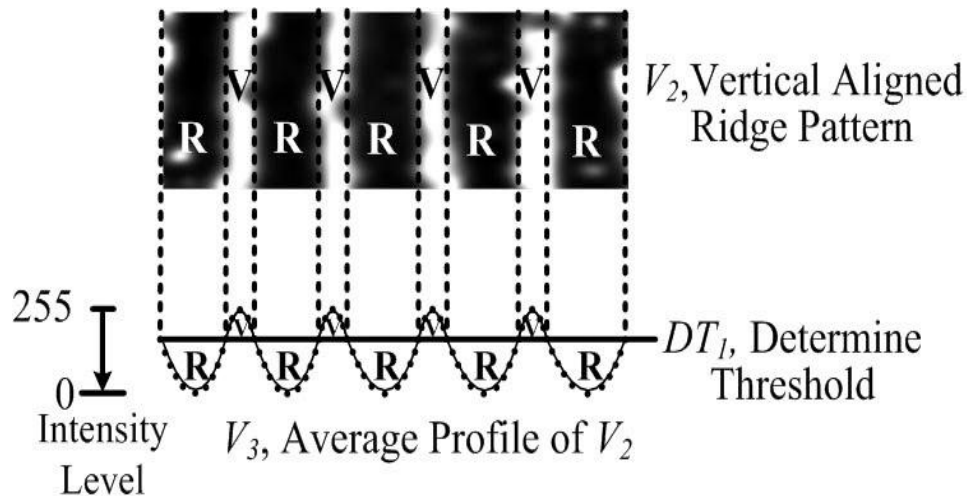 V V V V
V₂,Vertical Aligned
Ridge Pattern
R R R R R
255
V V V V
DT₁, Determine
Threshold
R R R R R
0
Intensity
Level
V₃, Average Profile of V₂